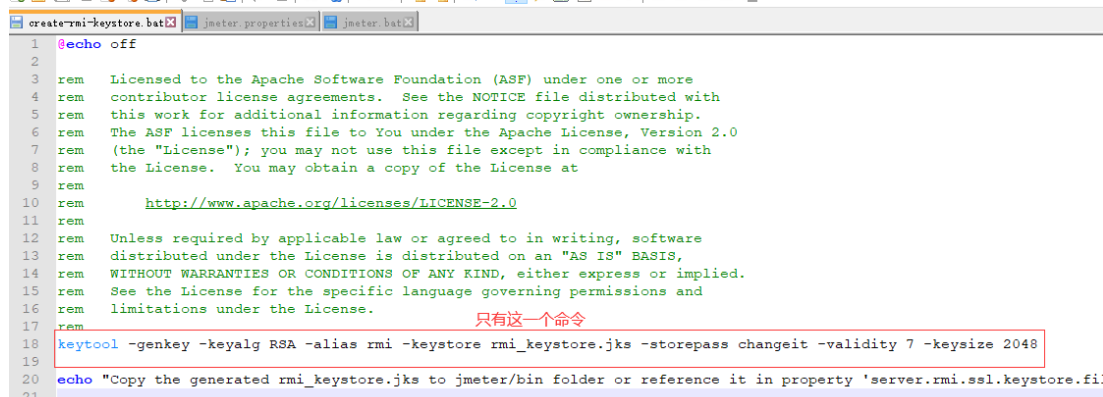 create-rmi-keystore.bat jmeter.properties jmeter.bat
1 @echo off
2
3 rem Licensed to the Apache Software Foundation (ASF) under one or more
4 rem contributor license agreements. See the NOTICE file distributed with
5 rem this work for additional information regarding copyright ownership.
6 rem The ASF licenses this file to You under the Apache License, Version 2.0
7 rem (the "License"); you may not use this file except in compliance with
8 rem the License. You may obtain a copy of the License at
9 rem
10 rem http://www.apache.org/licenses/LICENSE-2.0
11 rem
12 rem Unless required by applicable law or agreed to in writing, software
13 rem distributed under the License is distributed on an "AS IS" BASIS,
14 rem WITHOUT WARRANTIES OR CONDITIONS OF ANY KIND, either express or implied.
15 rem See the License for the specific language governing permissions and
16 rem limitations under the License.
只有这一个命令
17 rem
18 keytool -genkey -keyalg RSA -alias rmi -keystore rmi_keystore.jks -storepass changeit -validity 7 -keysize 2048
19
20 echo "Copy the generated rmi_keystore.jks to jmeter/bin folder or reference it in property 'server.rmi.ssl.keystore.fil
21